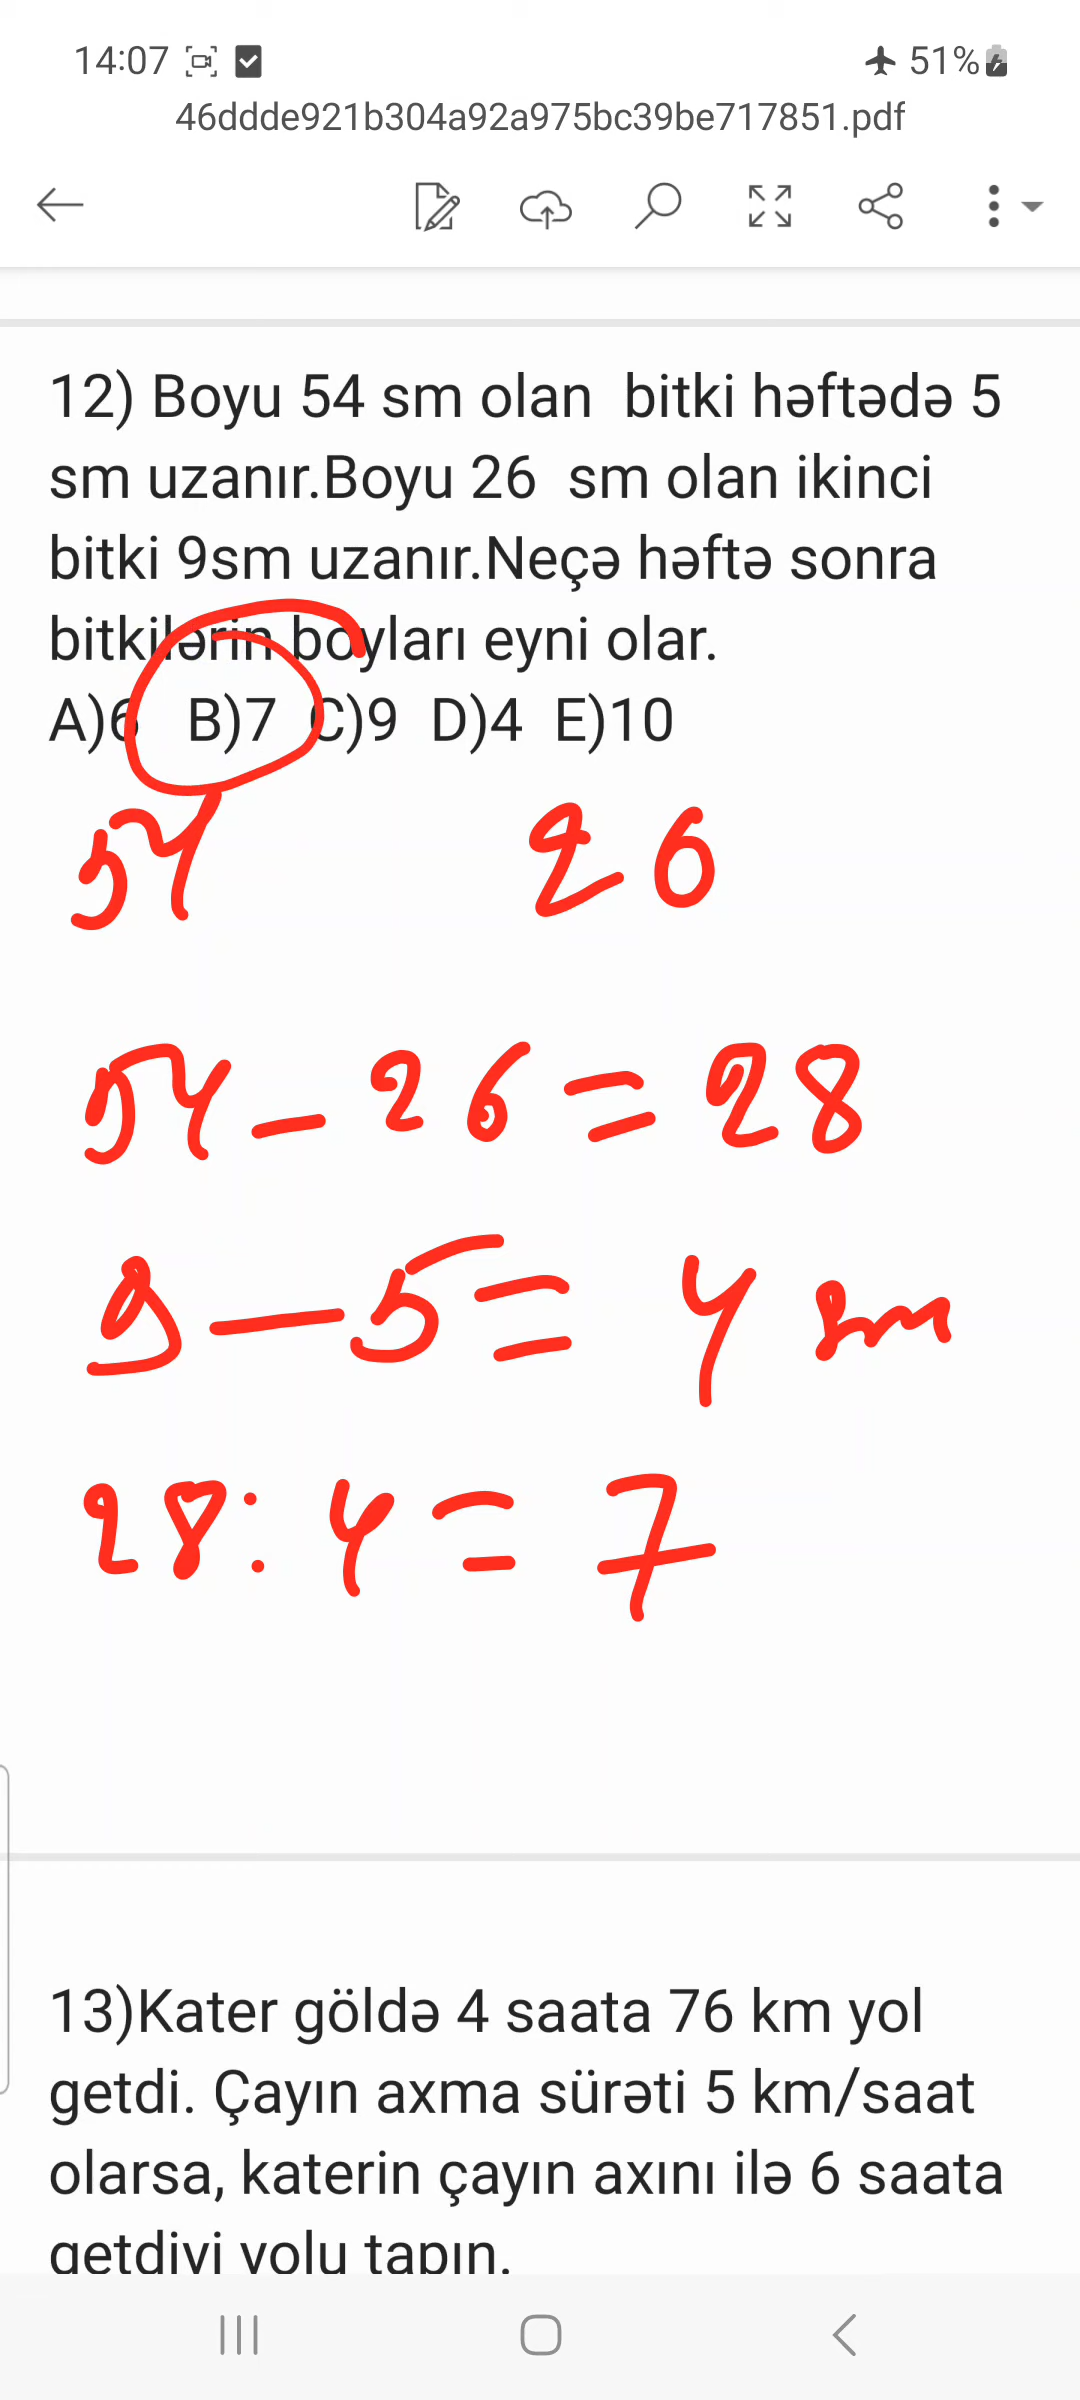 14:07 51%
46ddde921b304a92a975bc39be717851.pdf
12) Boyu 54 sm olan bitki həftədə 5
sm uzanır.Boyu 26 sm olan ikinci
bitki 9sm uzanır.Neçə həftə sonra
bitkilərin boyları eyni olar.
A)6 B)7 C)9 D)4 E)10
54 26
54-26=28
9-5=4 sm
28:4=7
13)Kater göldə 4 saata 76 km yol
getdi. Çayın axma sürəti 5 km/saat
olarsa, katerin çayın axını ilə 6 saata
getdiyi yolu tapın.